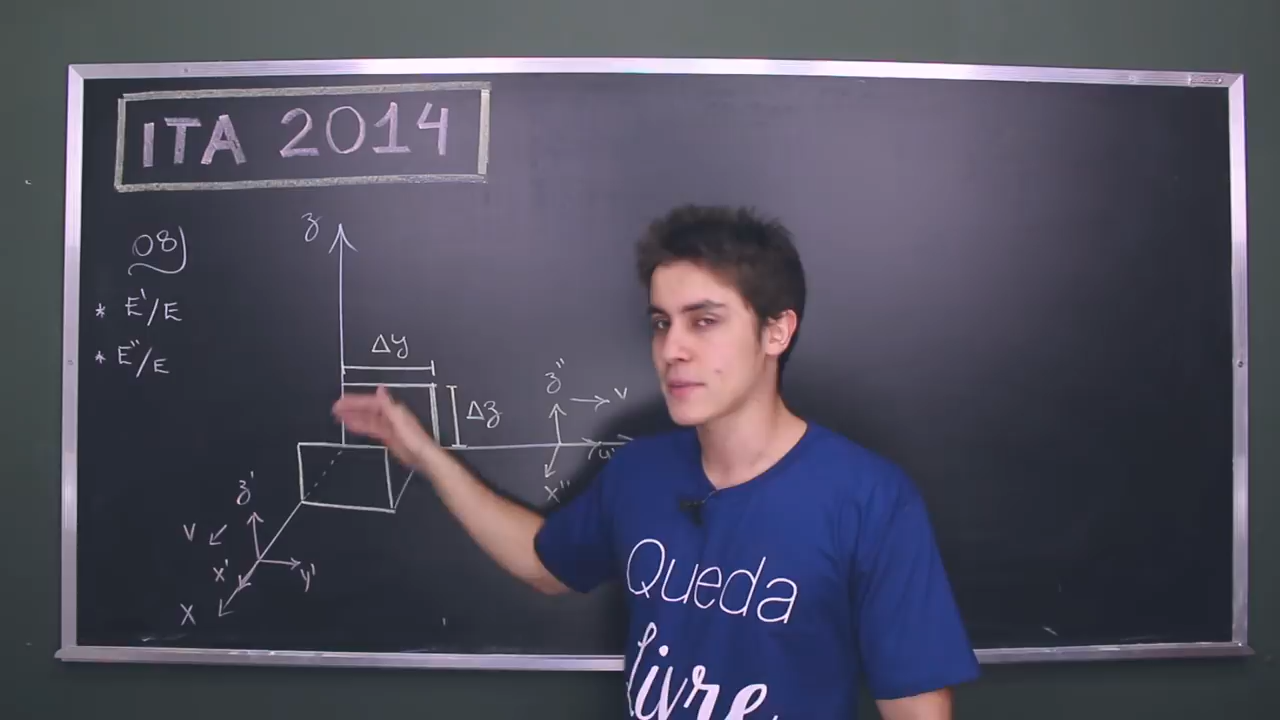 ITA 2014
08)
* E'/E
* E"/E
z
Δy
Δz
z"
v
x"
z'
v
x'
y'
x
Queda
livre